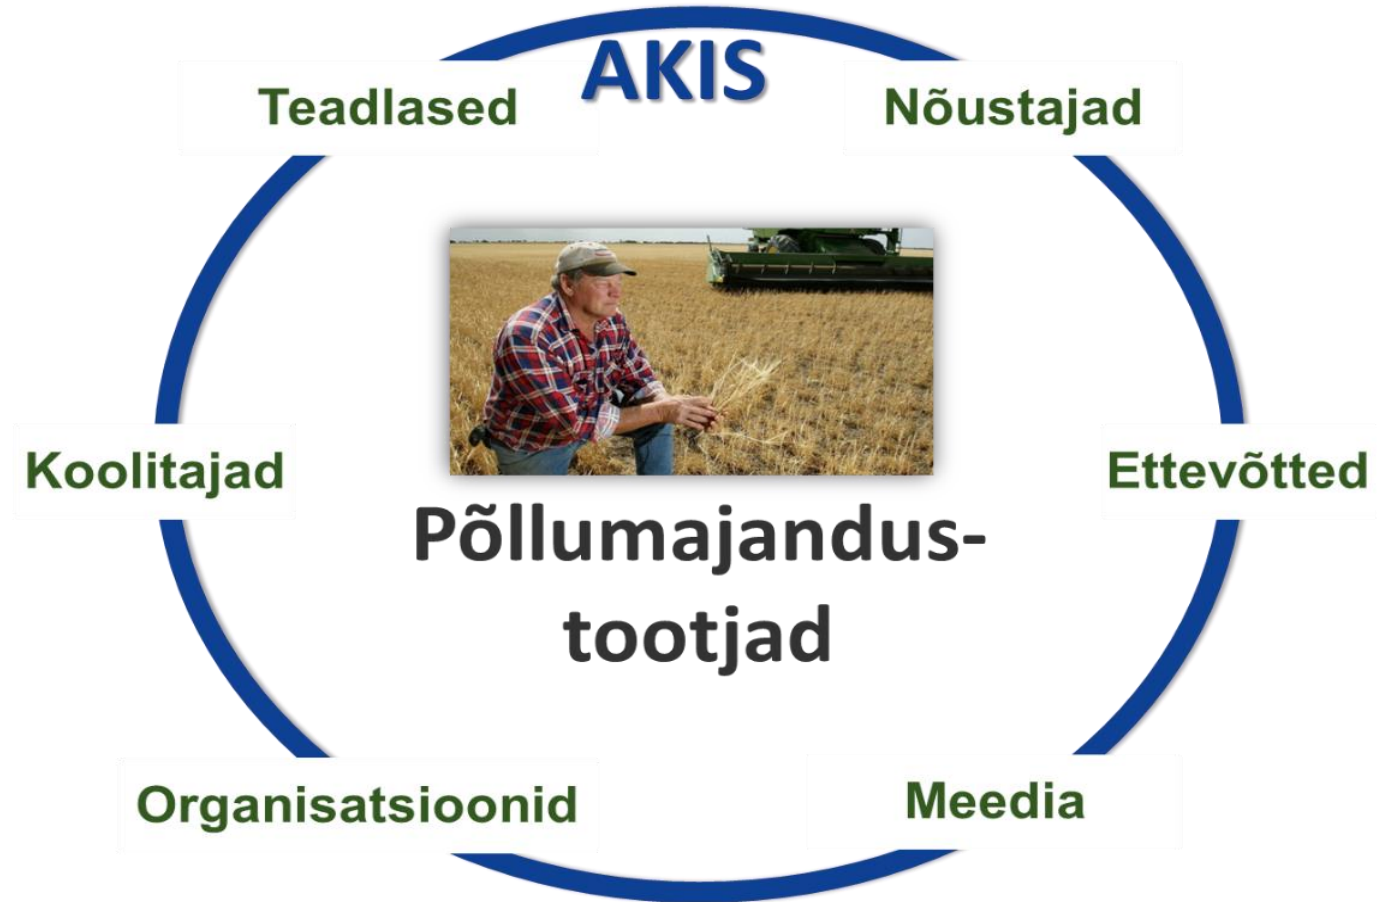 AKIS
Teadlased
Nõustajad
Koolitajad
Ettevõtted
Põllumajandus-
tootjad
Organisatsioonid
Meedia